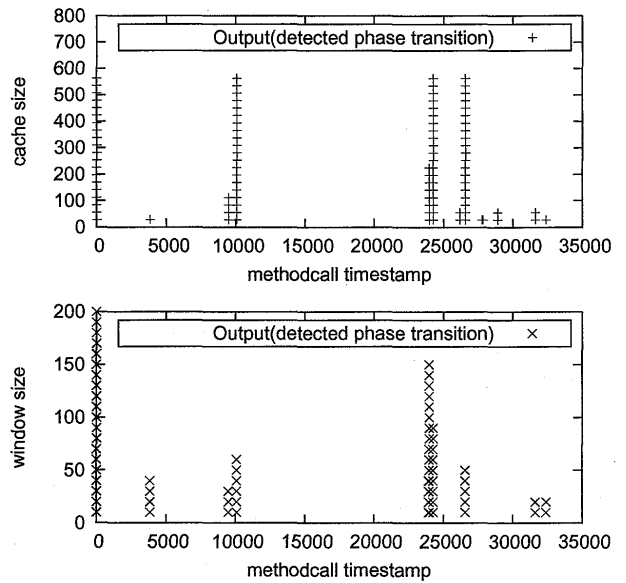 800
700
600
500
400
300
200
100
0
cache size
Output(detected phase transition) +
0 5000 10000 15000 20000 25000 30000 35000
methodcall timestamp
200
150
100
50
0
window size
Output(detected phase transition) ×
0 5000 10000 15000 20000 25000 30000 35000
methodcall timestamp